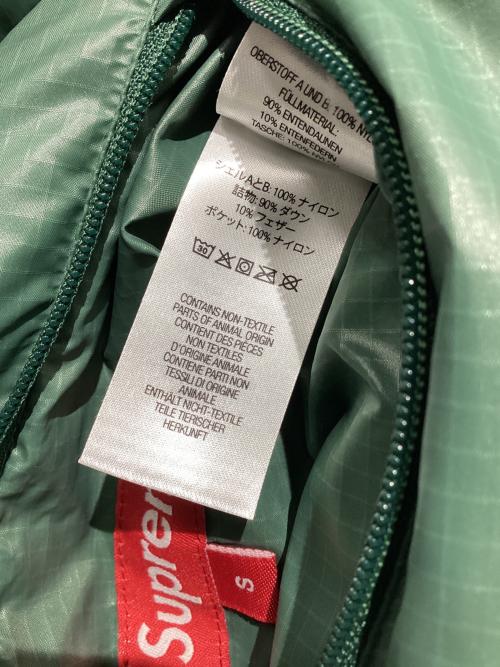 OBERSTOFF A UND B: 100% NYL
FÜLLMATERIAL:
90% ENTENDAUNEN
10% ENTENFEDERN
TASCHE: 100% NYL
シェルAとB: 100% ナイロン
詰物: 90% ダウン
10% フェザー
ポケット: 100% ナイロン
30
CONTAINS NON-TEXTILE
PARTS OF ANIMAL ORIGIN
CONTIENT DES PIÈCES
NON TEXTILES
D'ORIGINE ANIMALE
CONTIENE PARTI NON
TESSILI DI ORIGINE
ANIMALE
ENTHÄLT NICHT-TEXTILE
TEILE TIERISCHER
HERKUNFT
Suprem
S